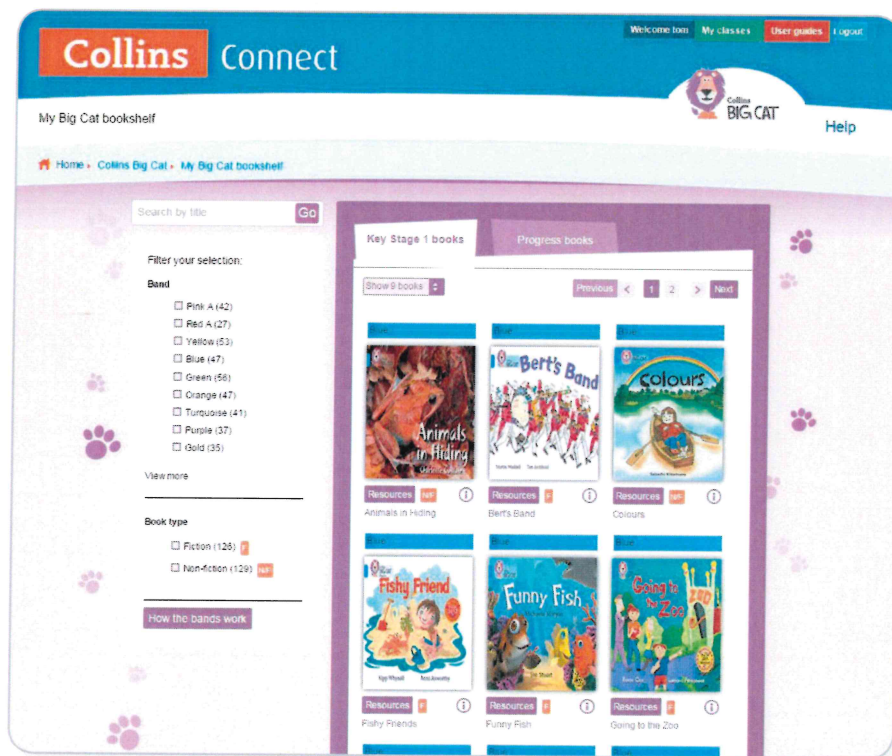 Welcome tom My classes User guides Logout
Collins Connect
Collins
BIG CAT
My Big Cat bookshelf
Help
Home Collins Big Cat My Big Cat bookshelf
Search by title Go
Filter your selection:
Band
Pink A (42)
Red A (27)
Yellow (53)
Blue (47)
Green (56)
Orange (47)
Turquoise (41)
Purple (37)
Gold (35)
View more
Book type
Fiction (126) F
Non-fiction (129) NF
How the bands work
Key Stage 1 books Progress books
Show 9 books Previous < 1 2 > Next
Blue Blue Blue
Animals
in Hiding
Bert's Band
Colours
Resources NF Resources F Resources NF
Animals in Hiding Bert's Band Colours
Blue Blue Blue
Fishy Friend
Funny Fish
Going to
the Zoo
ZOO
Resources F Resources F Resources F
Fishy Friends Funny Fish Going to the Zoo